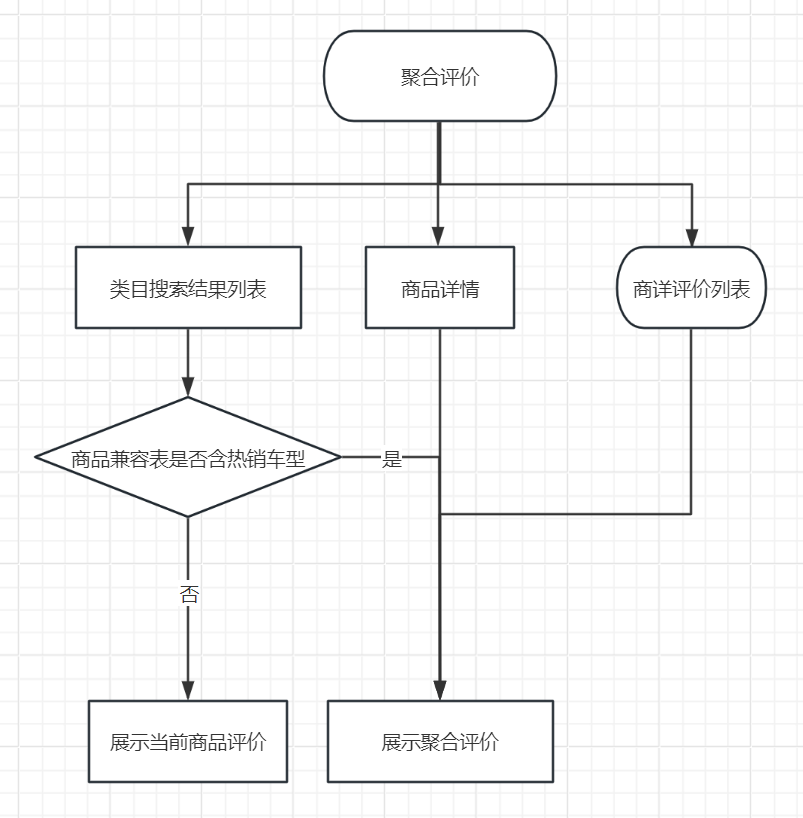 聚合评价
类目搜索结果列表
商品详情
商详评价列表
商品兼容表是否含热销车型
是
否
展示当前商品评价
展示聚合评价